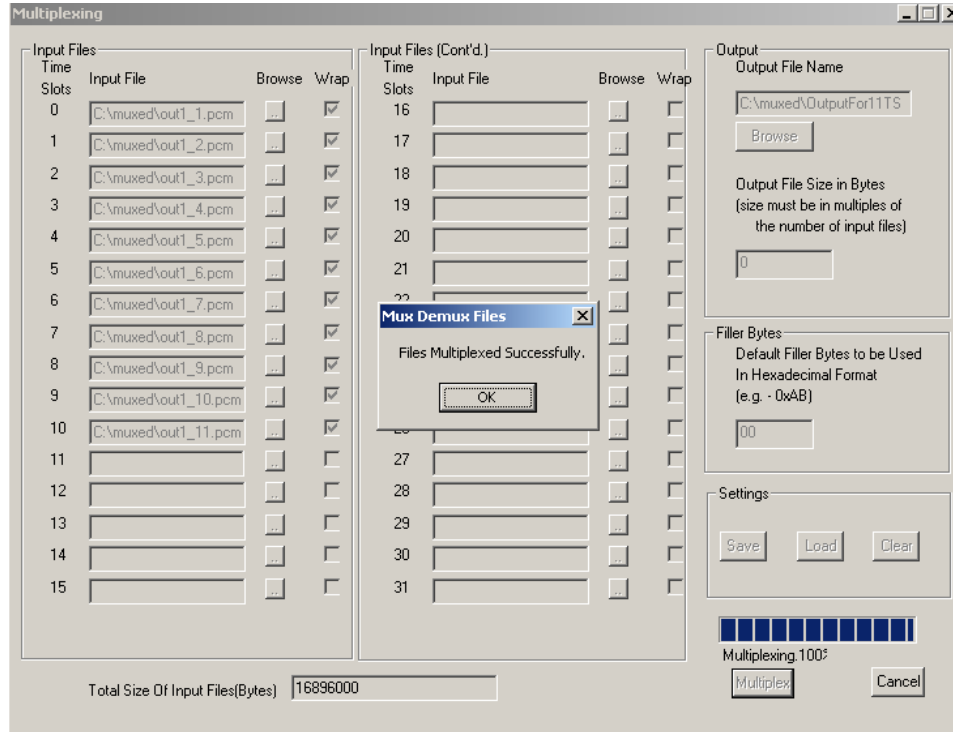 Multiplexing
Input Files
Time Slots Input File Browse Wrap
0 C:\muxed\out1_1.pcm ..
1 C:\muxed\out1_2.pcm ..
2 C:\muxed\out1_3.pcm ..
3 C:\muxed\out1_4.pcm ..
4 C:\muxed\out1_5.pcm ..
5 C:\muxed\out1_6.pcm ..
6 C:\muxed\out1_7.pcm ..
7 C:\muxed\out1_8.pcm ..
8 C:\muxed\out1_9.pcm ..
9 C:\muxed\out1_10.pcm ..
10 C:\muxed\out1_11.pcm ..
11 ..
12 ..
13 ..
14 ..
15 ..
Input Files (Cont'd.)
Time Slots Input File Browse Wrap
16 ..
17 ..
18 ..
19 ..
20 ..
21 ..
27 ..
28 ..
29 ..
30 ..
31 ..
Mux Demux Files
Files Multiplexed Successfully.
OK
Output
Output File Name
C:\muxed\OutputFor11TS
Browse
Output File Size in Bytes
(size must be in multiples of
the number of input files)
0
Filler Bytes
Default Filler Bytes to be Used
In Hexadecimal Format
(e.g. - 0xAB)
00
Settings
Save Load Clear
Multiplexing.100
Multiplex Cancel
Total Size Of Input Files(Bytes) 16896000